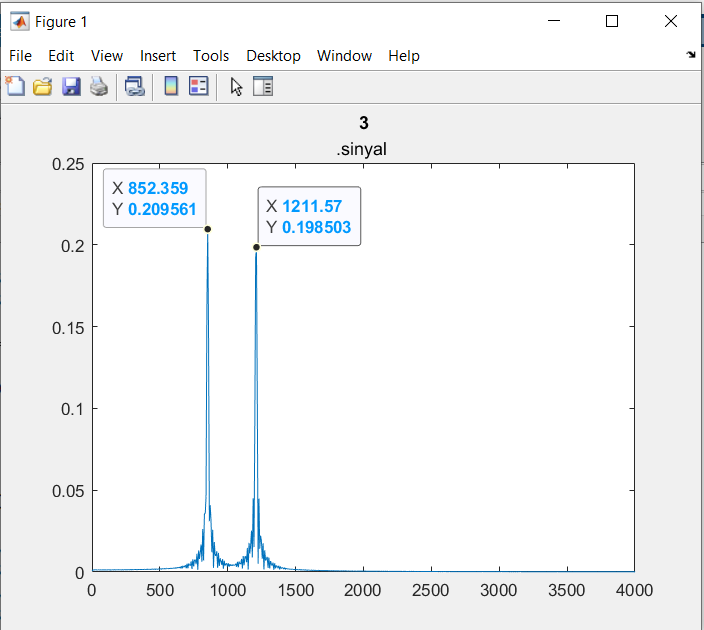 Figure 1
File Edit View Insert Tools Desktop Window Help
3
.sinyal
0.25
0.2
0.15
0.1
0.05
0
X 852.359
Y 0.209561
X 1211.57
Y 0.198503
0 500 1000 1500 2000 2500 3000 3500 4000